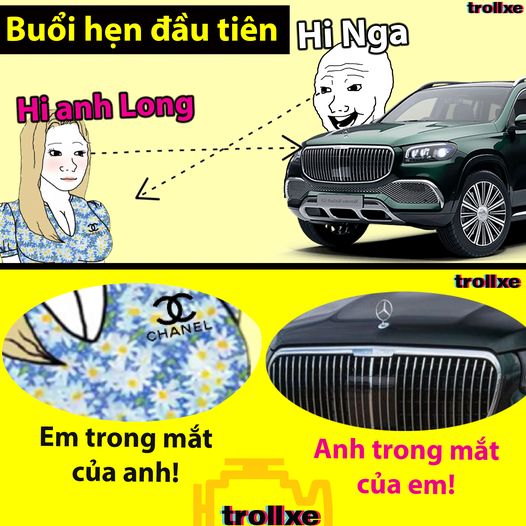 trollxe
Buổi hẹn đầu tiên
Hi Nga
Hi anh Long
trollxe
CHANEL
Em trong mắt
của anh!
Anh trong mắt
của em!
trollxe